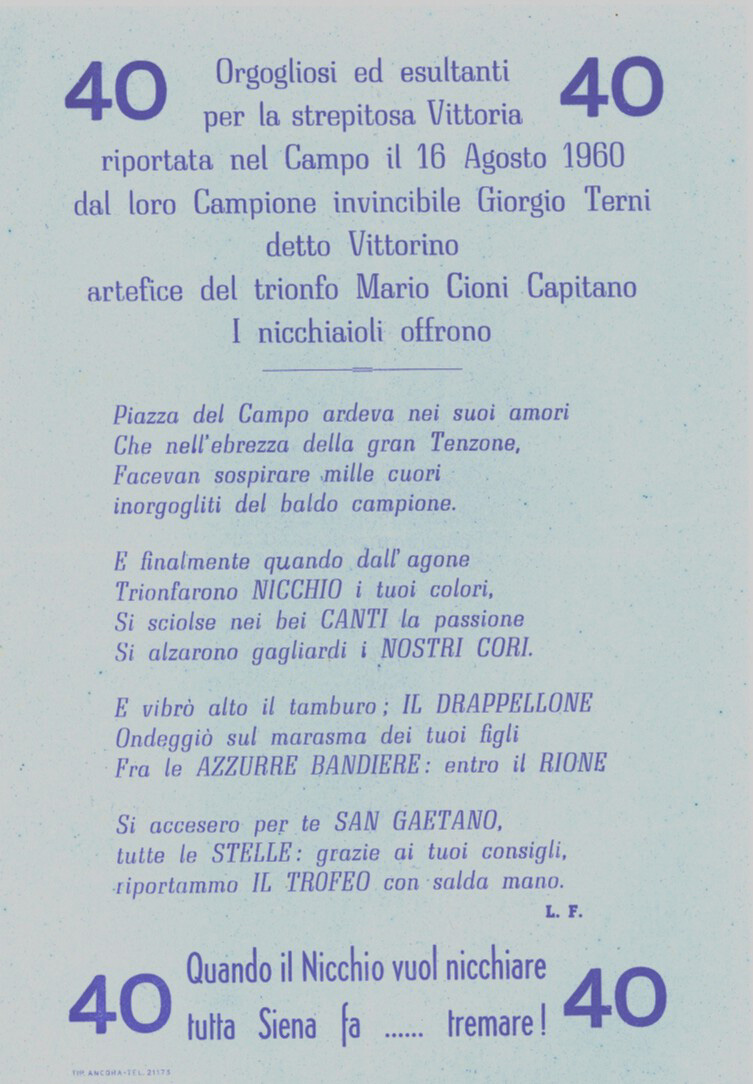 40 Orgogliosi ed esultanti 40
per la strepitosa Vittoria
riportata nel Campo il 16 Agosto 1960
dal loro Campione invincibile Giorgio Terni
detto Vittorino
artefice del trionfo Mario Cioni Capitano
I nicchiaioli offrono
Piazza del Campo ardeva nei suoi amori
Che nell'ebrezza della gran Tenzone,
Facevan sospirare mille cuori
inorgogliti del baldo campione.
E finalmente quando dall'agone
Trionfarono NICCHIO i tuoi colori,
Si sciolse nei bei CANTI la passione
Si alzarono gagliardi i NOSTRI CORI.
E vibrò alto il tamburo; IL DRAPPELLONE
Ondeggiò sul marasma dei tuoi figli
Fra le AZZURRE BANDIERE: entro il RIONE
Si accesero per te SAN GAETANO,
tutte le STELLE: grazie ai tuoi consigli,
riportammo IL TROFEO con salda mano.
L. F.
40 Quando il Nicchio vuol nicchiare 40
tutta Siena fa ...... tremare!
TIP. ANCORA-TEL. 21173